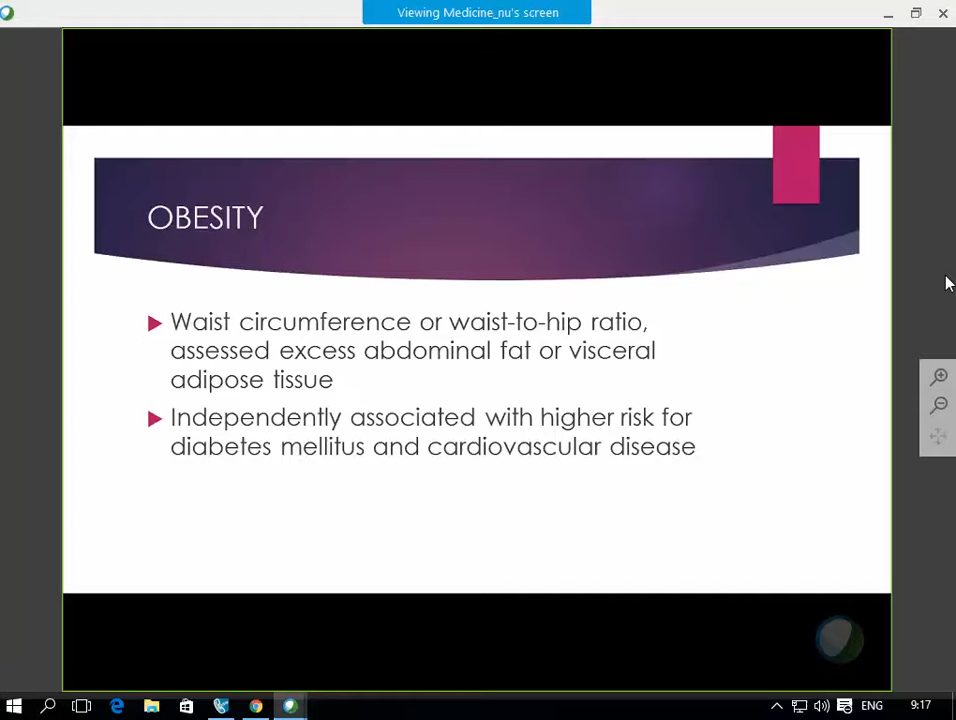 Viewing Medicine_nu's screen
OBESITY
Waist circumference or waist-to-hip ratio,
assessed excess abdominal fat or visceral
adipose tissue
Independently associated with higher risk for
diabetes mellitus and cardiovascular disease
ENG
9:17